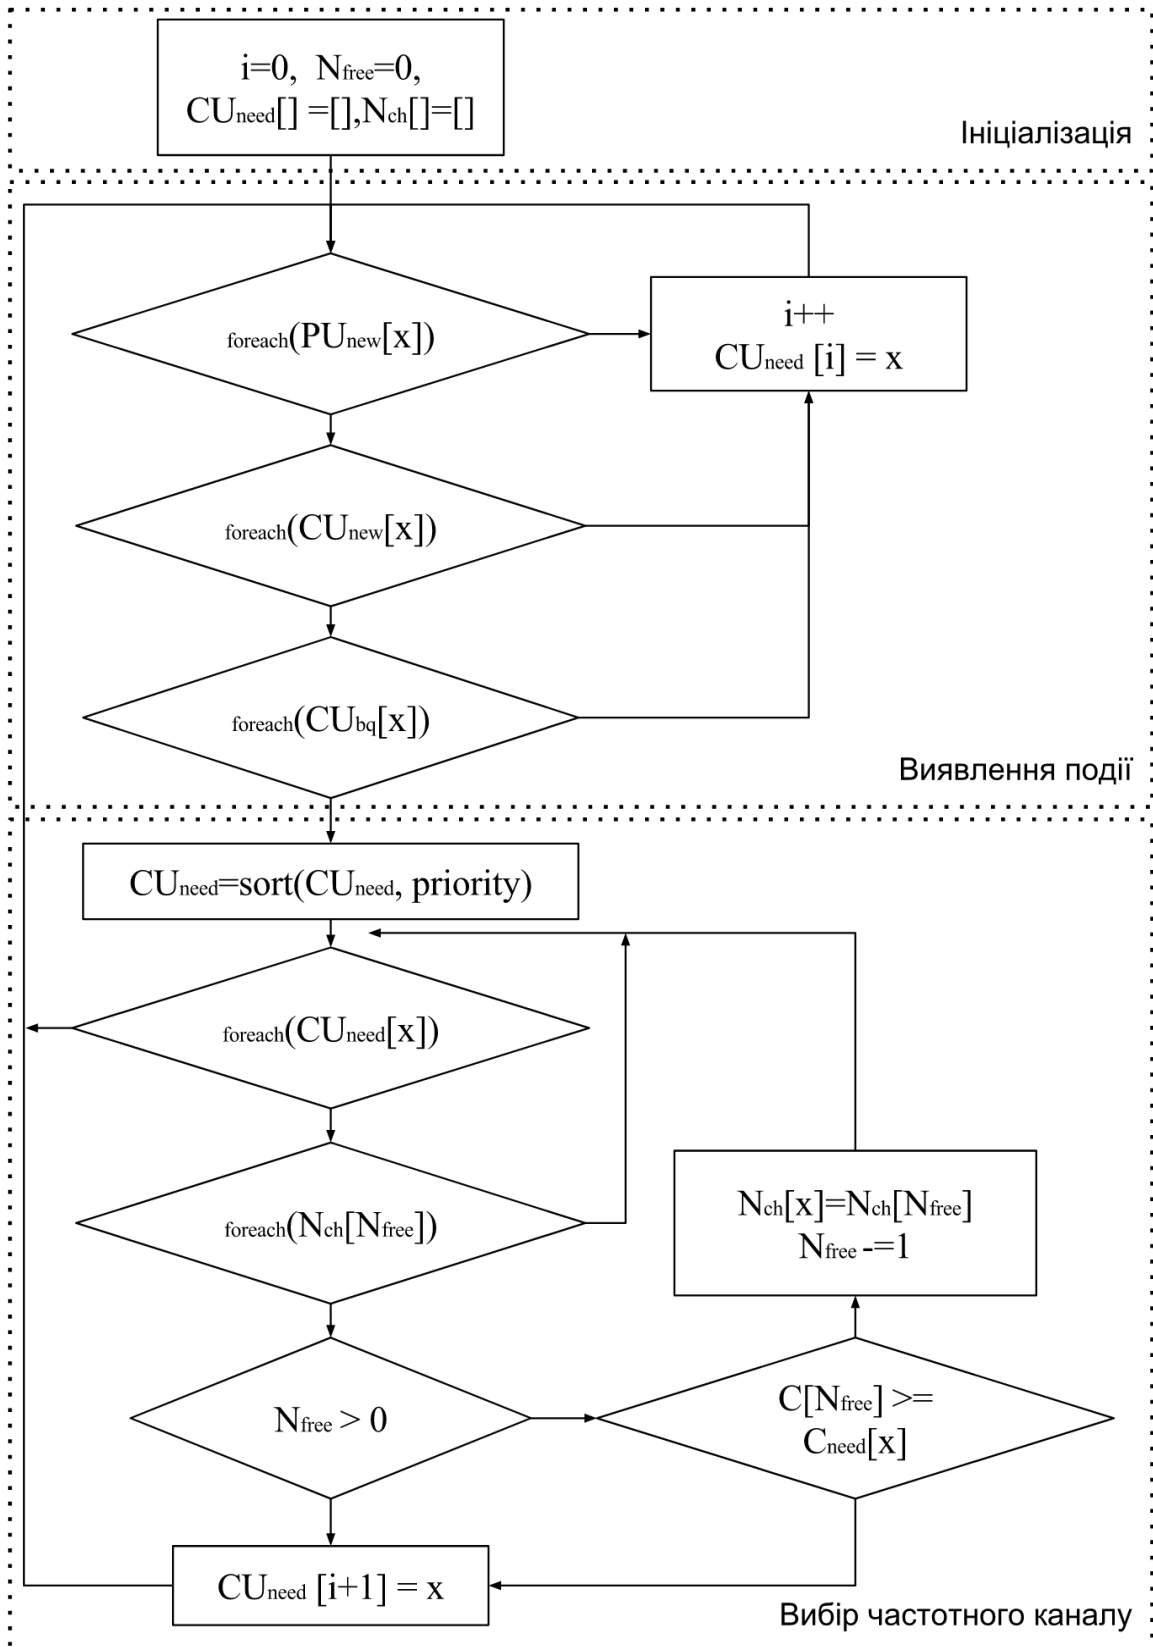 i=0, Nfree=0,
CUneed[] =[],Nch[]=[]
Ініціалізація
foreach(PUnew[x])
i++
CUneed [i] = x
foreach(CUnew[x])
foreach(CUbq[x])
Виявлення події
CUneed=sort(CUneed, priority)
foreach(CUneed[x])
foreach(Nch[Nfree])
Nch[x]=Nch[Nfree]
Nfree -=1
Nfree > 0
C[Nfree] >=
Cneed[x]
CUneed [i+1] = x
Вибір частотного каналу